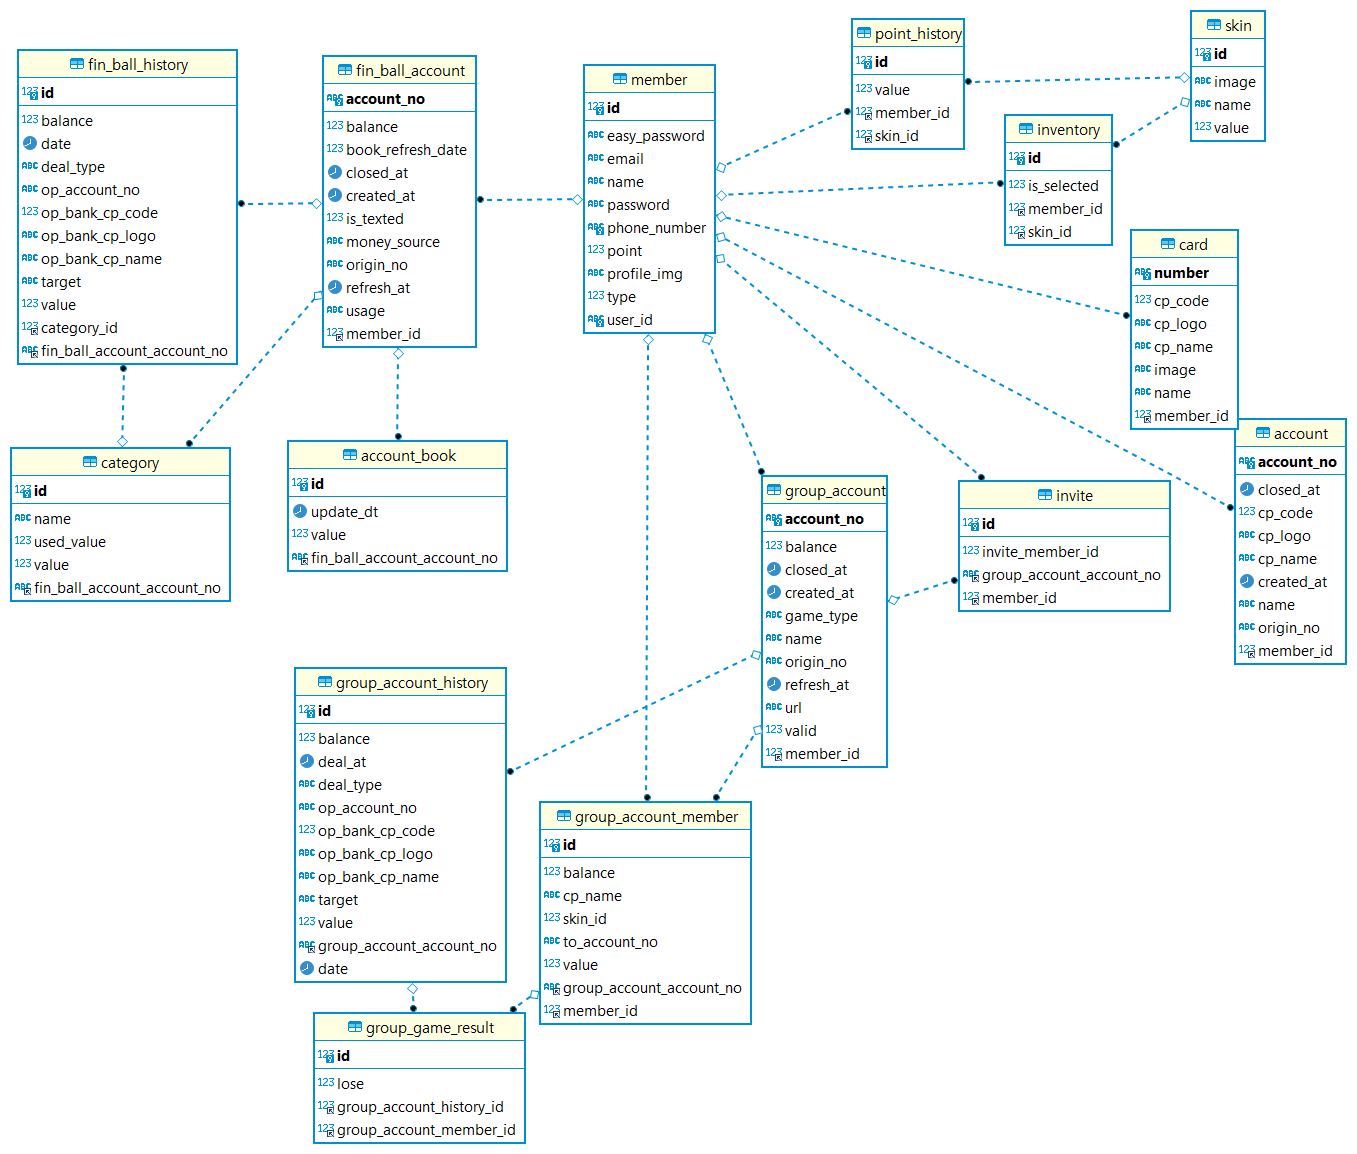 fin_ball_history
id
balance
date
deal_type
op_account_no
op_bank_cp_code
op_bank_cp_logo
op_bank_cp_name
target
value
category_id
fin_ball_account_account_no
fin_ball_account
account_no
balance
book_refresh_date
closed_at
created_at
is_texted
money_source
origin_no
refresh_at
usage
member_id
member
id
easy_password
email
name
password
phone_number
point
profile_img
type
user_id
point_history
id
value
member_id
skin_id
skin
id
image
name
value
inventory
id
is_selected
member_id
skin_id
card
number
cp_code
cp_logo
cp_name
image
name
member_id
account
account_no
closed_at
cp_code
cp_logo
cp_name
created_at
name
origin_no
member_id
category
id
name
used_value
value
fin_ball_account_account_no
account_book
id
update_dt
value
fin_ball_account_account_no
group_account
account_no
balance
closed_at
created_at
game_type
name
origin_no
refresh_at
url
valid
member_id
invite
id
invite_member_id
group_account_account_no
member_id
group_account_history
id
balance
deal_at
deal_type
op_account_no
op_bank_cp_code
op_bank_cp_logo
op_bank_cp_name
target
value
group_account_account_no
date
group_account_member
id
balance
cp_name
skin_id
to_account_no
value
group_account_account_no
member_id
group_game_result
id
lose
group_account_history_id
group_account_member_id